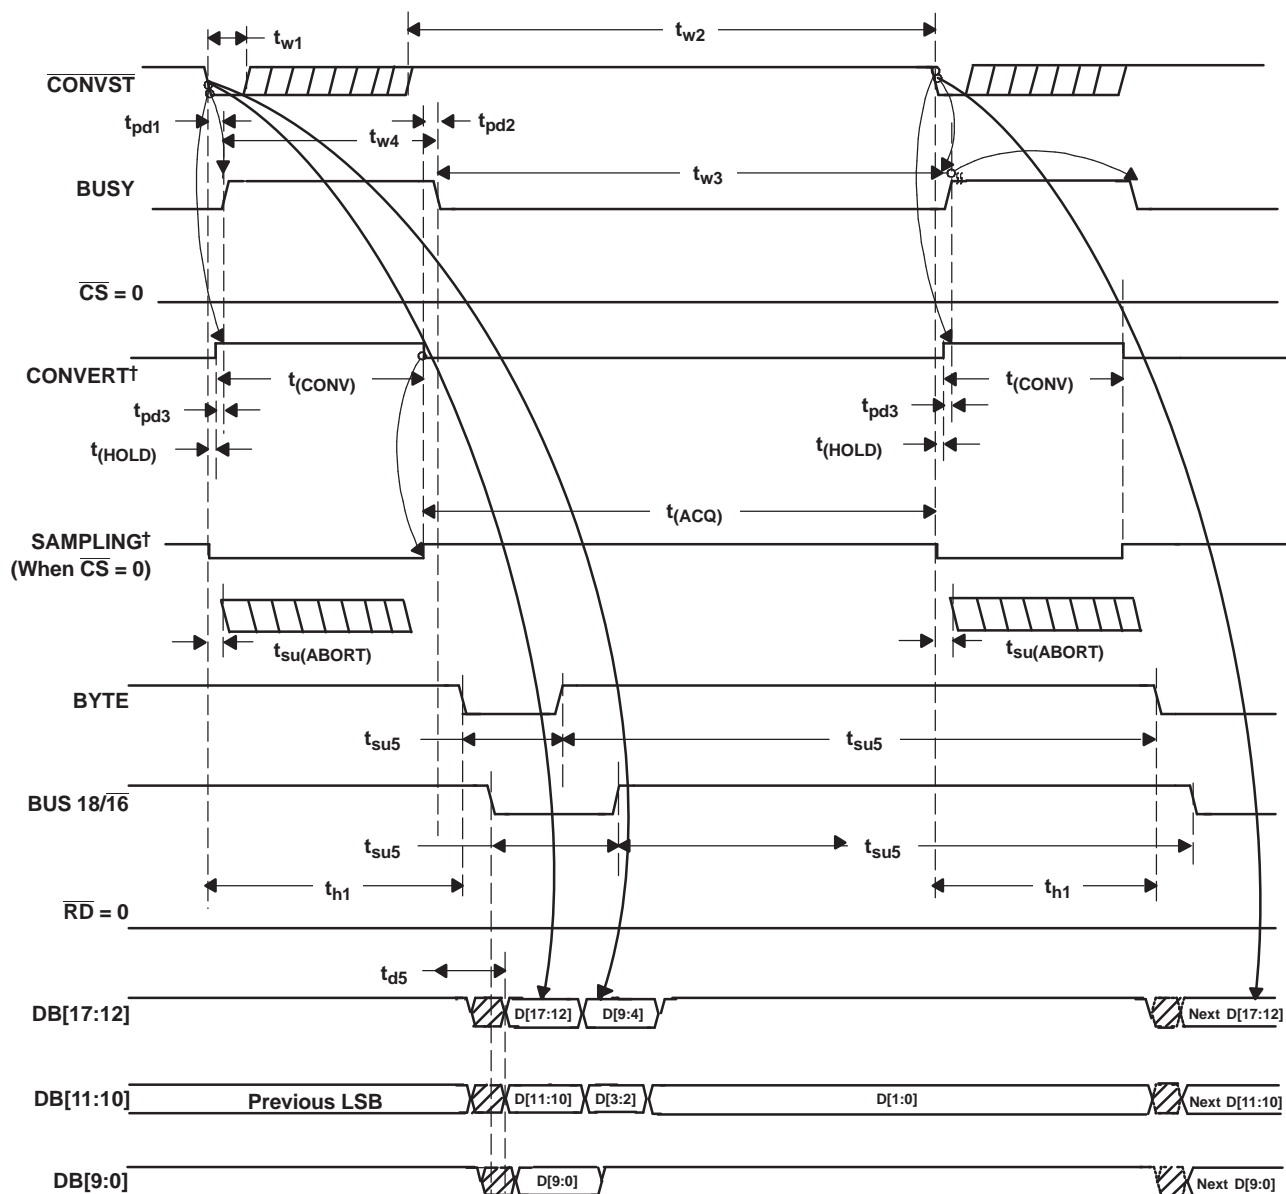 tw1
tw2
CONVST
tpd1
tw4
tpd2
tw3
BUSY
CS = 0
CONVERT†
t(CONV)
t(CONV)
tpd3
tpd3
t(HOLD)
t(HOLD)
t(ACQ)
SAMPLING†
(When CS = 0)
tsu(ABORT)
tsu(ABORT)
BYTE
tsu5
tsu5
BUS 18/16
tsu5
tsu5
th1
th1
RD = 0
td5
DB[17:12]
D[17:12]
D[9:4]
Next D[17:12]
DB[11:10]
Previous LSB
D[11:10]
D[3:2]
D[1:0]
Next D[11:10]
DB[9:0]
D[9:0]
Next D[9:0]